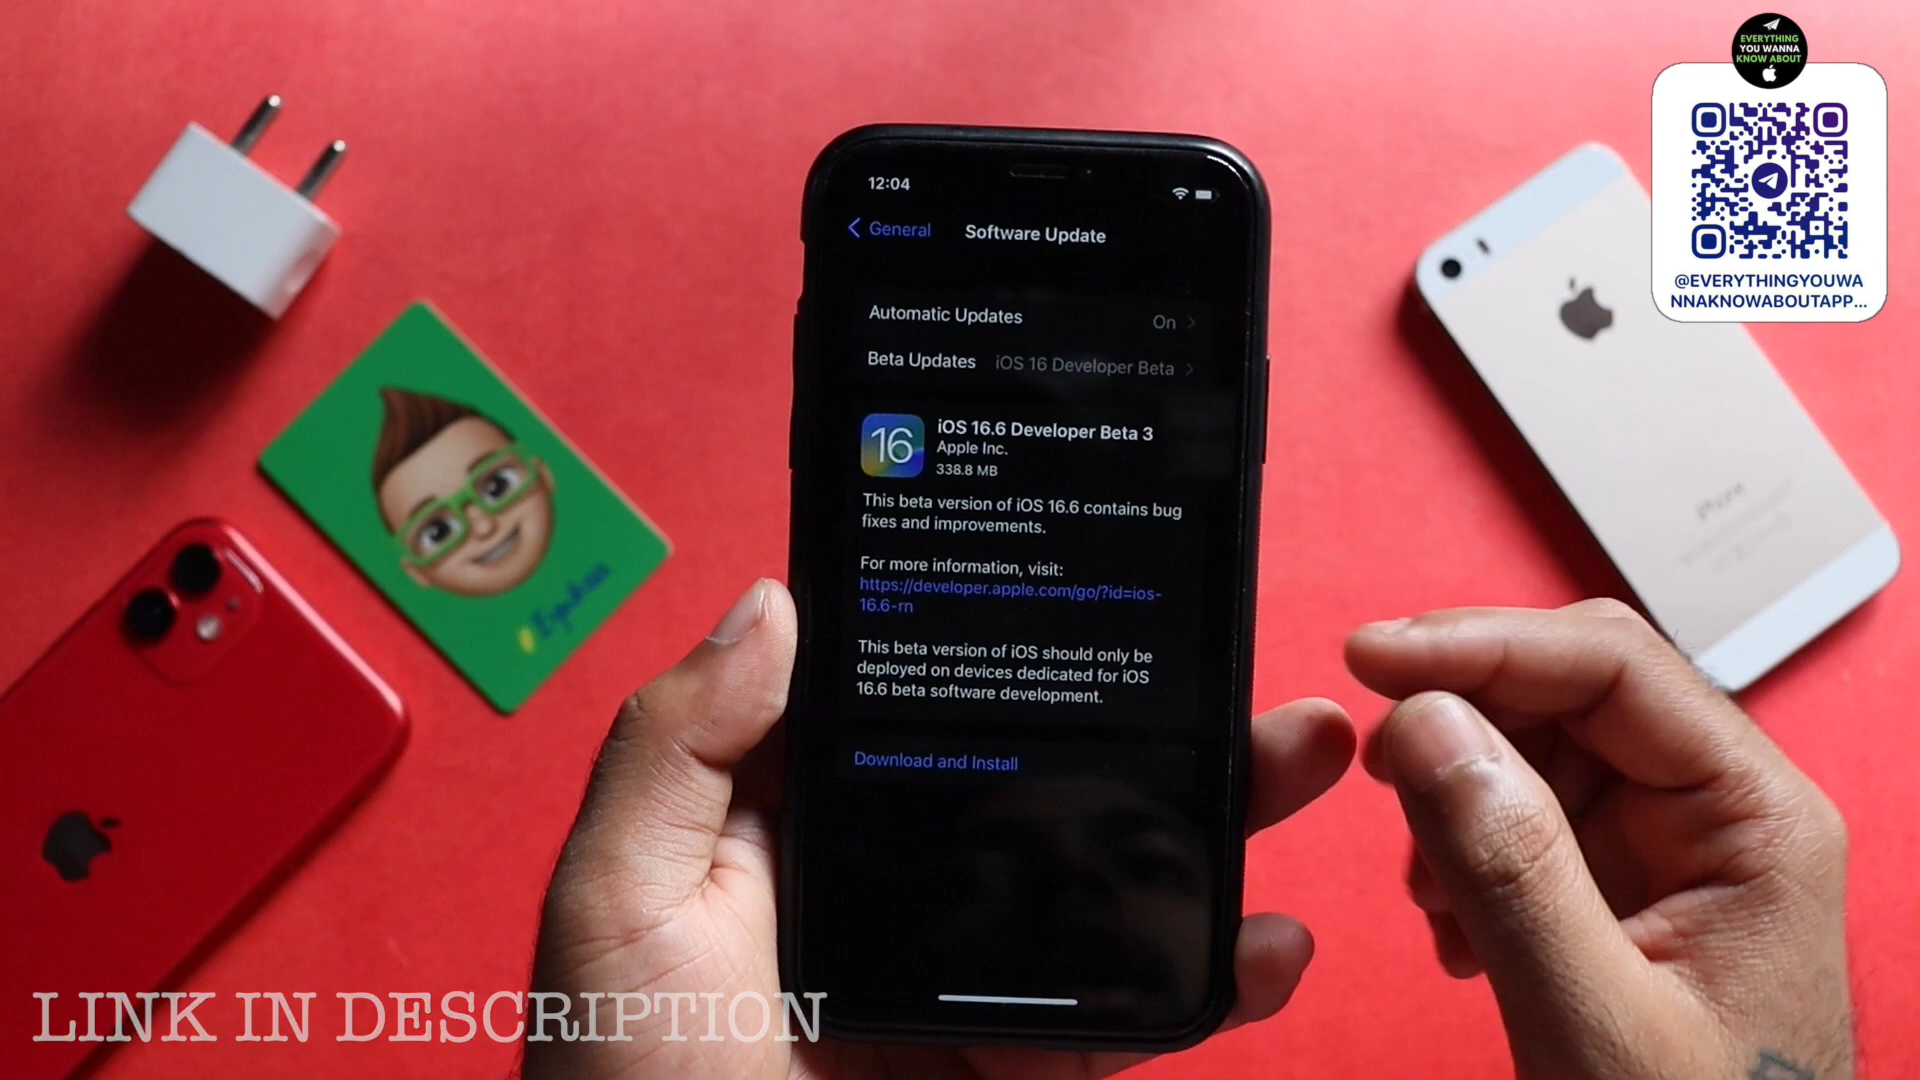 EVERYTHING
YOU WANNA
KNOW ABOUT
@EVERYTHINGYOUWA
NNAKNOWABOUTAPP...
12:04
General
Software Update
Automatic Updates
On
Beta Updates
iOS 16 Developer Beta
16
iOS 16.6 Developer Beta 3
Apple Inc.
338.8 MB
This beta version of iOS 16.6 contains bug
fixes and improvements.
For more information, visit:
https://developer.apple.com/go/?id=ios-
16.6-rn
This beta version of iOS should only be
deployed on devices dedicated for iOS
16.6 beta software development.
Download and Install
iPhone
LINK IN DESCRIPTION